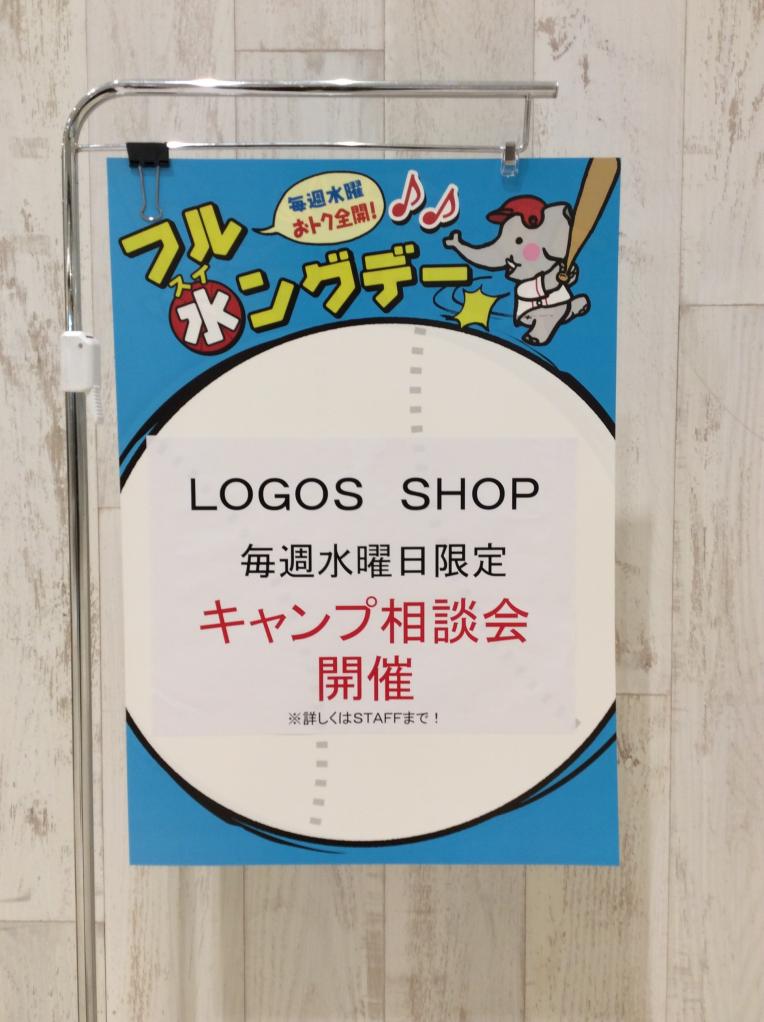 毎週水曜
おトク全開!
フル
スイ
水ングデー
LOGOS SHOP
毎週水曜日限定
キャンプ相談会
開催
※詳しくはSTAFFまで！